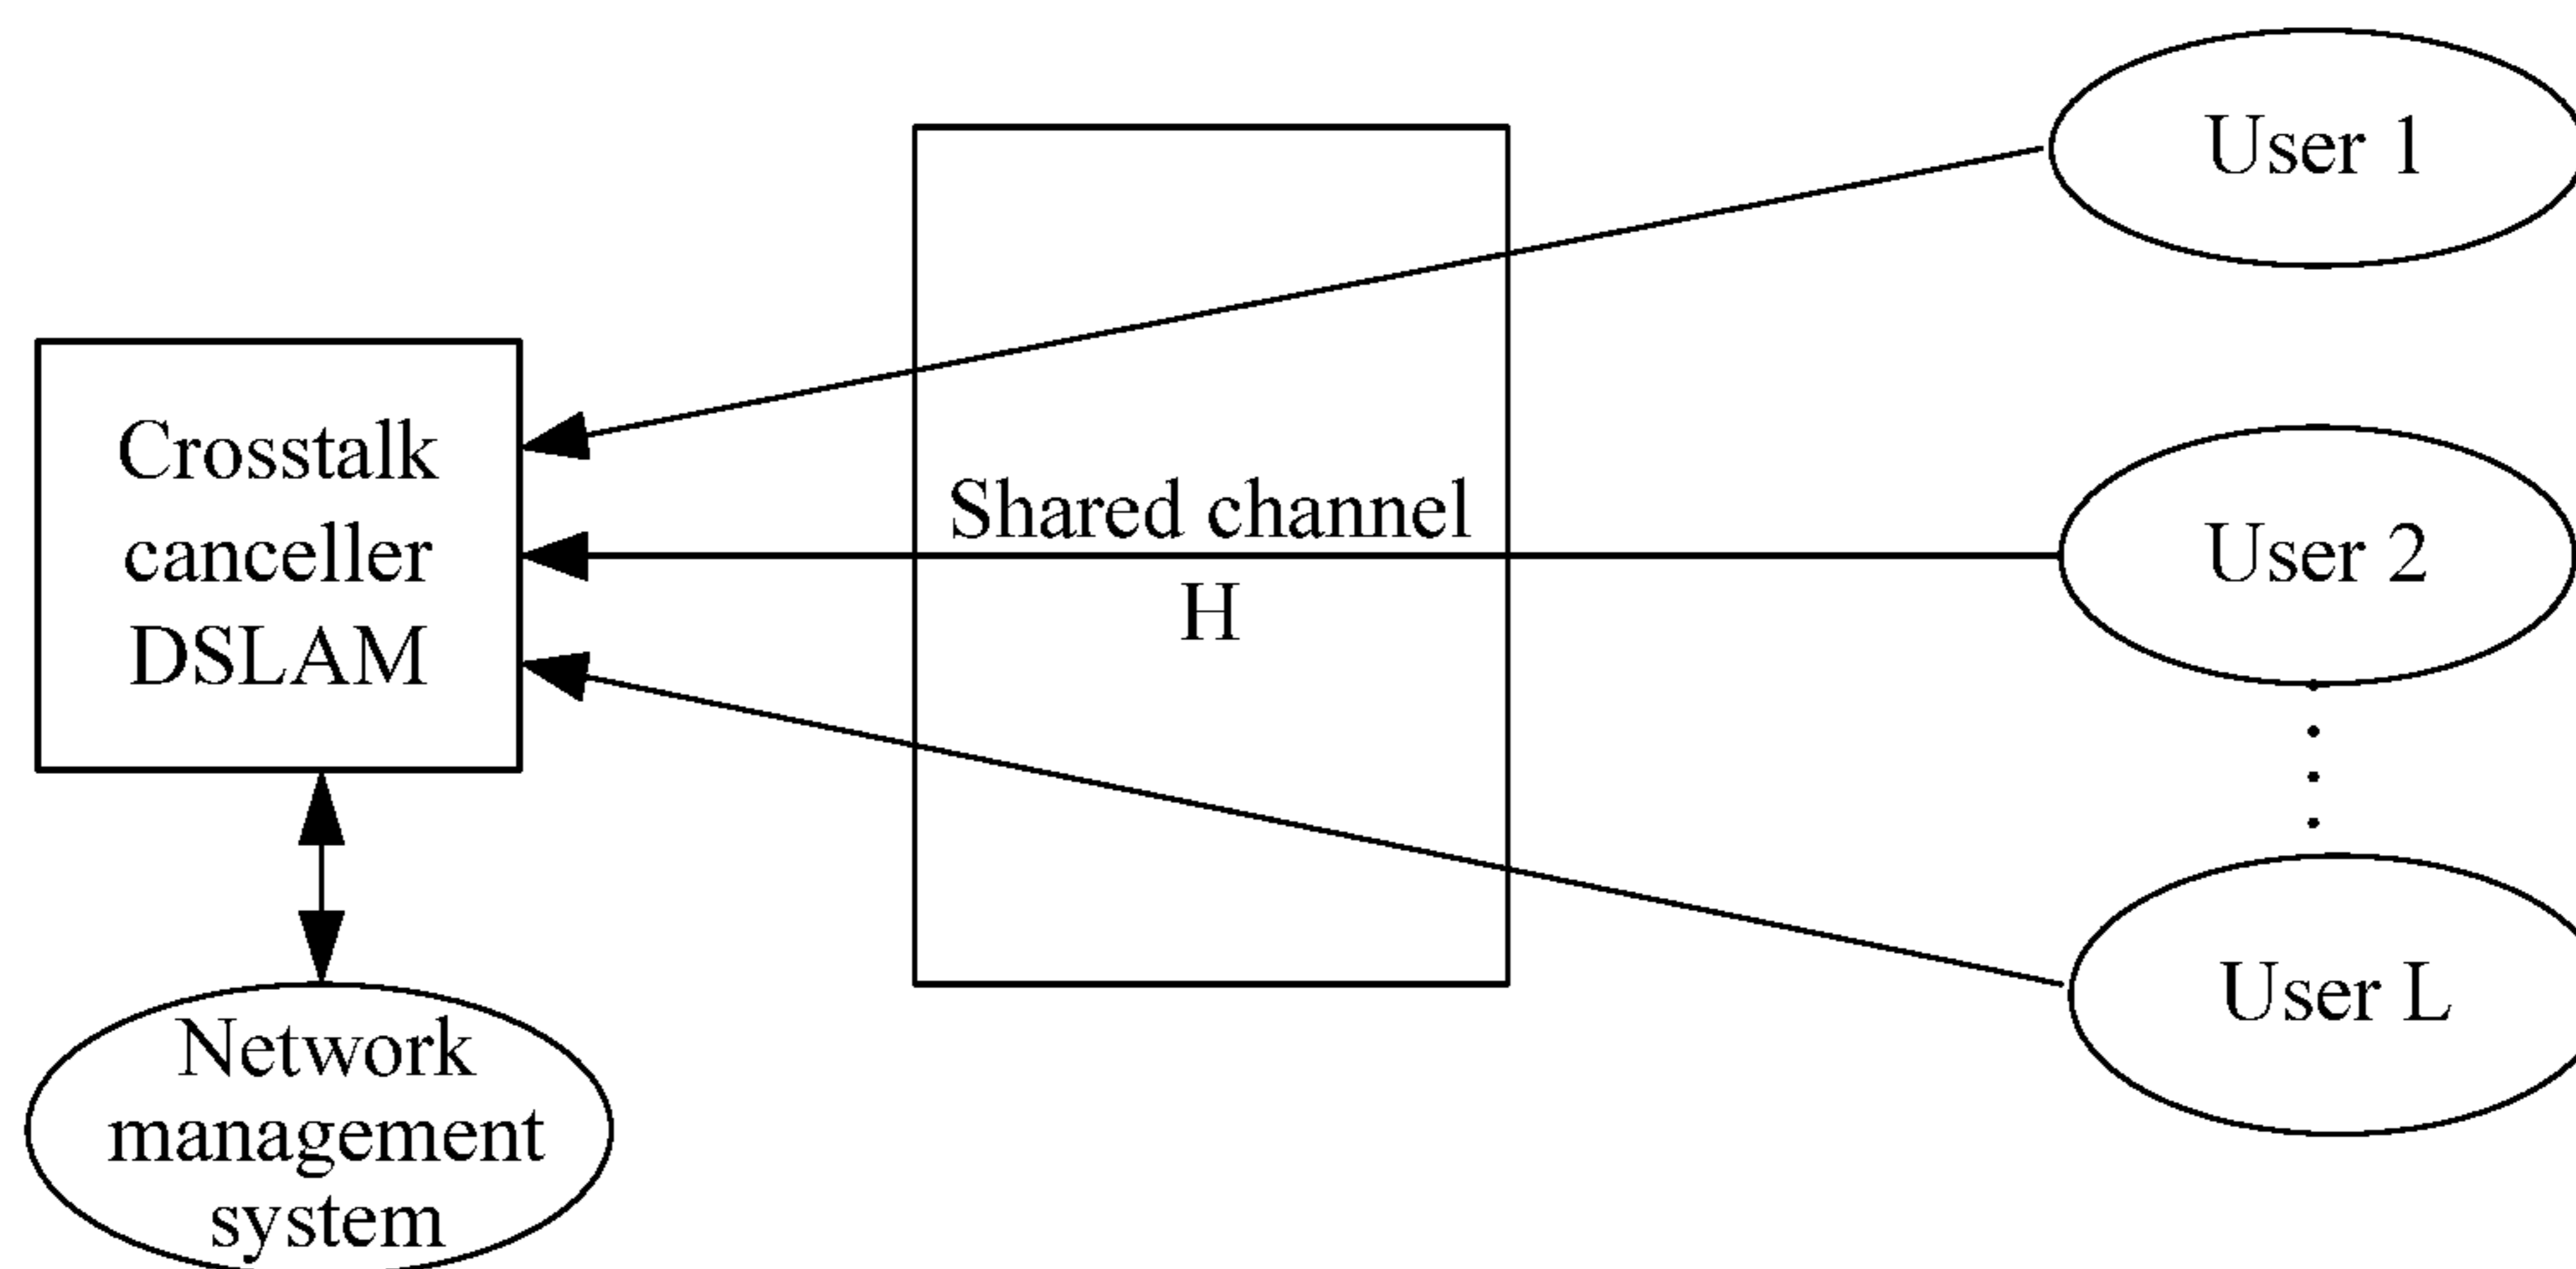 Crosstalk
canceller
DSLAM
Network
management
system
Shared channel
H
User 1
User 2
User L